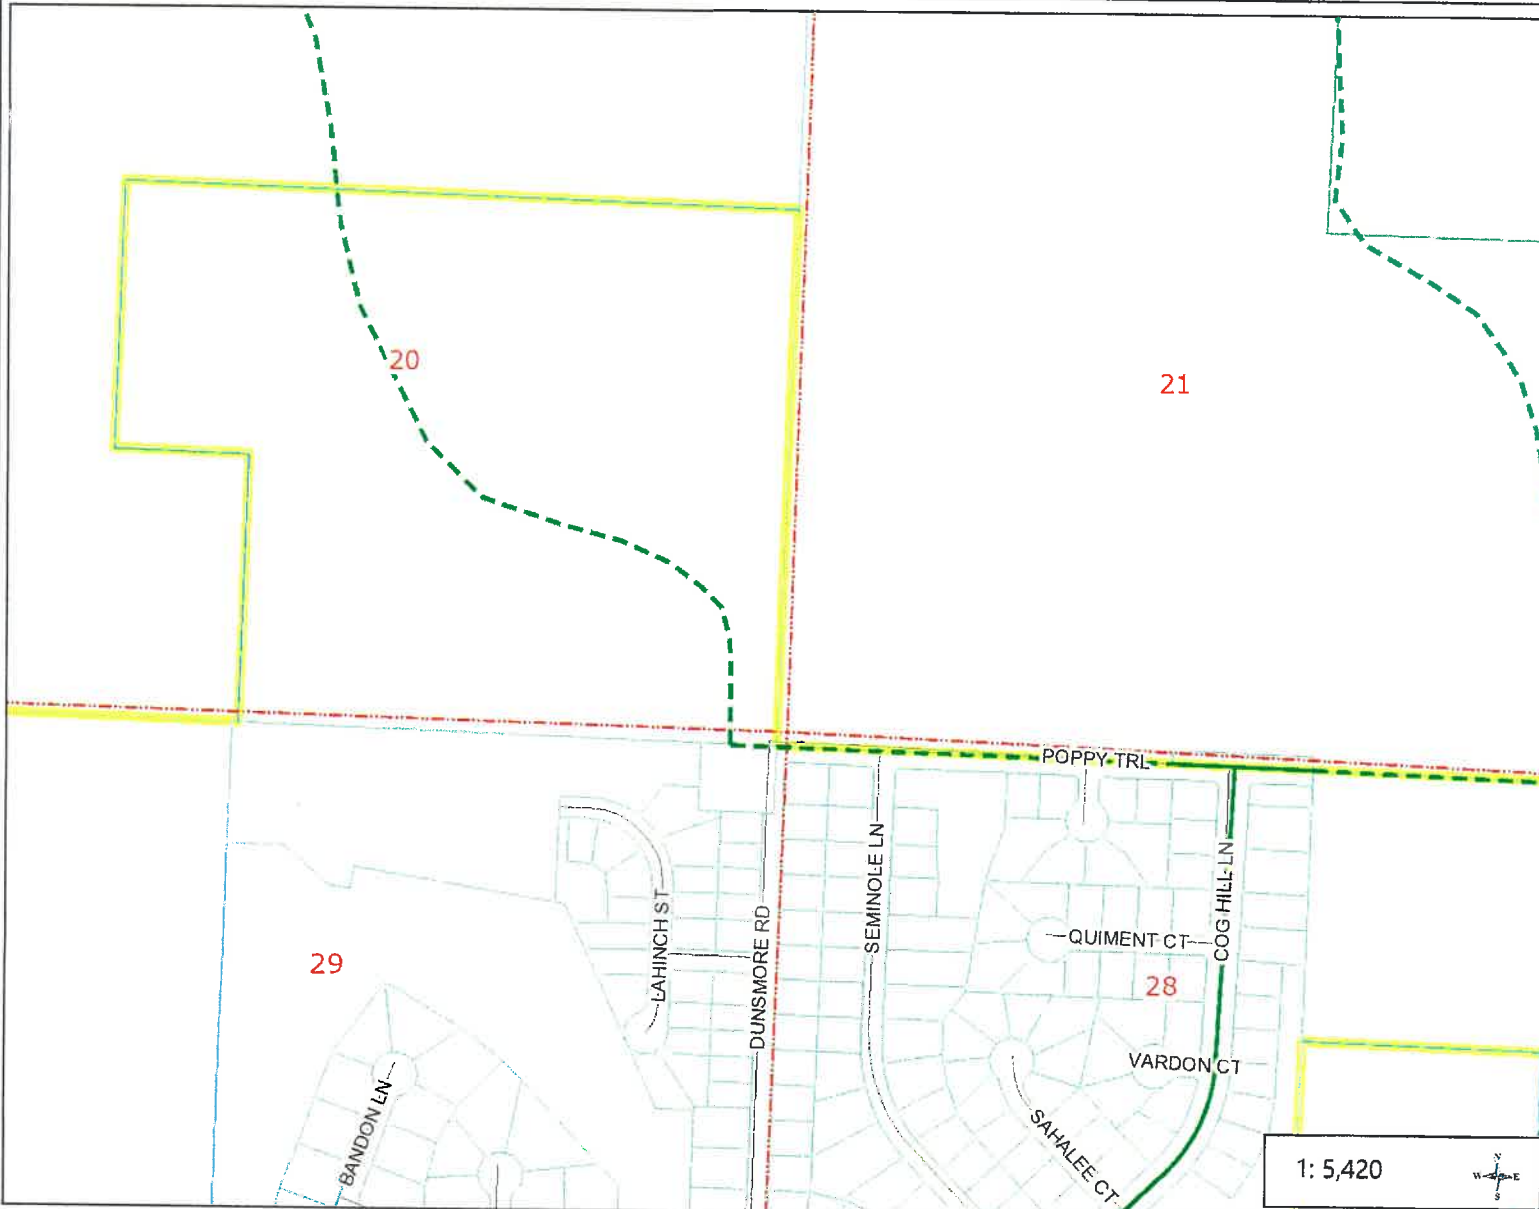 20
21
POPPY TRL
SEMINOLE LN
COG HILL LN
LAHINCH ST
DUNSMORE RD
QUIMENT CT
29
28
VARDON CT
BANDON LN
SAHALEE CT
1: 5,420
N
W E
S